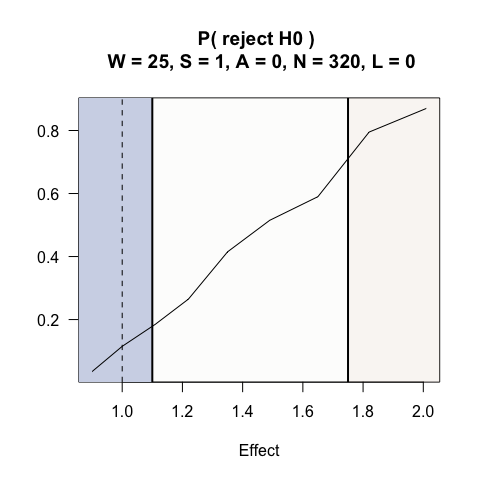 P( reject H0 )
W = 25, S = 1, A = 0, N = 320, L = 0
0.8
0.6
0.4
0.2
1.0 1.2 1.4 1.6 1.8 2.0
Effect